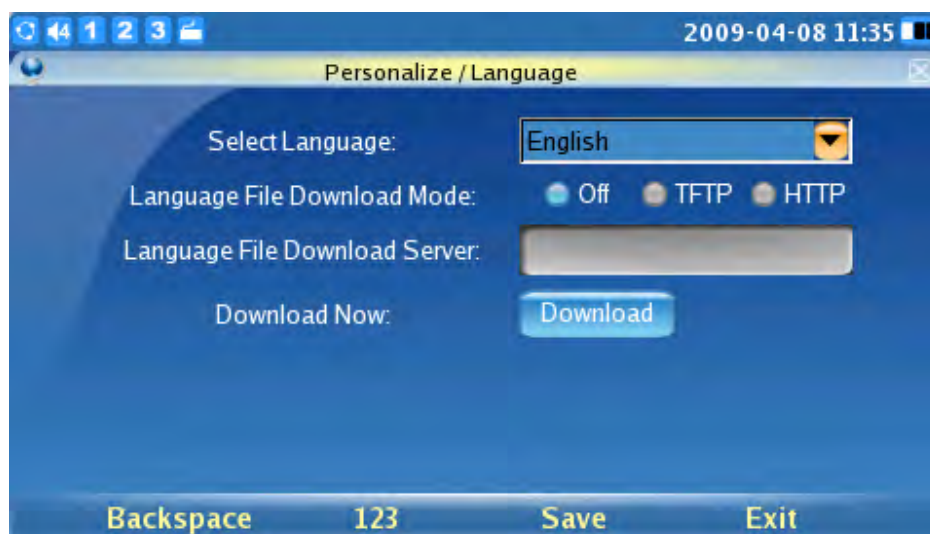 4 1 2 3 2009-04-08 11:35
Personalize / Language
Select Language: English
Language File Download Mode: Off TFTP HTTP
Language File Download Server:
Download Now: Download
Backspace 123 Save Exit